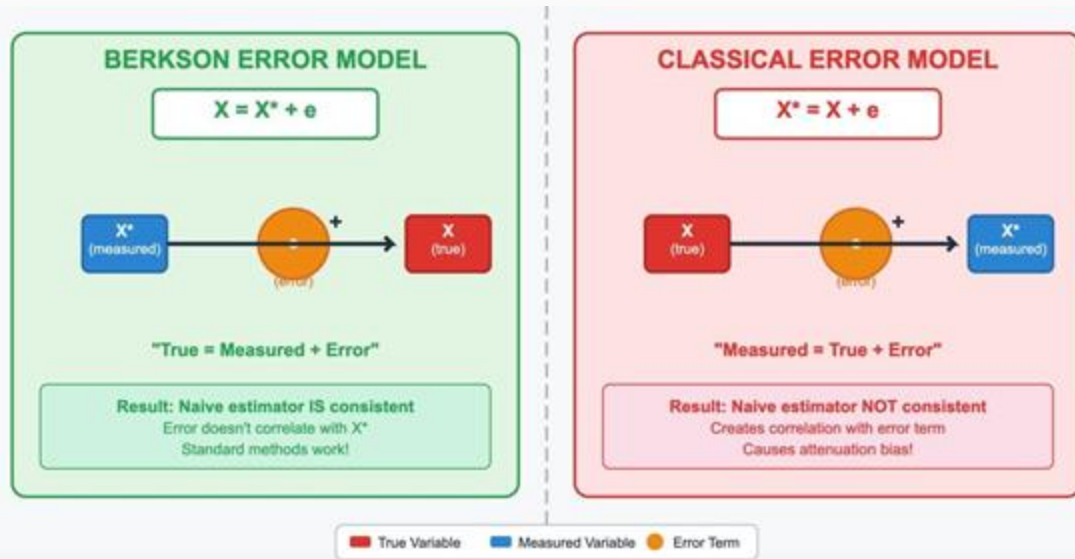 BERKSON ERROR MODEL
X = X* + e
X*
(measured)
+
X
(true)
(error)
"True = Measured + Error"
Result: Naive estimator IS consistent
Error doesn't correlate with X*
Standard methods work!
CLASSICAL ERROR MODEL
X* = X + e
X
(true)
+
X*
(measured)
(error)
"Measured = True + Error"
Result: Naive estimator NOT consistent
Creates correlation with error term
Causes attenuation bias!
True Variable
Measured Variable
Error Term